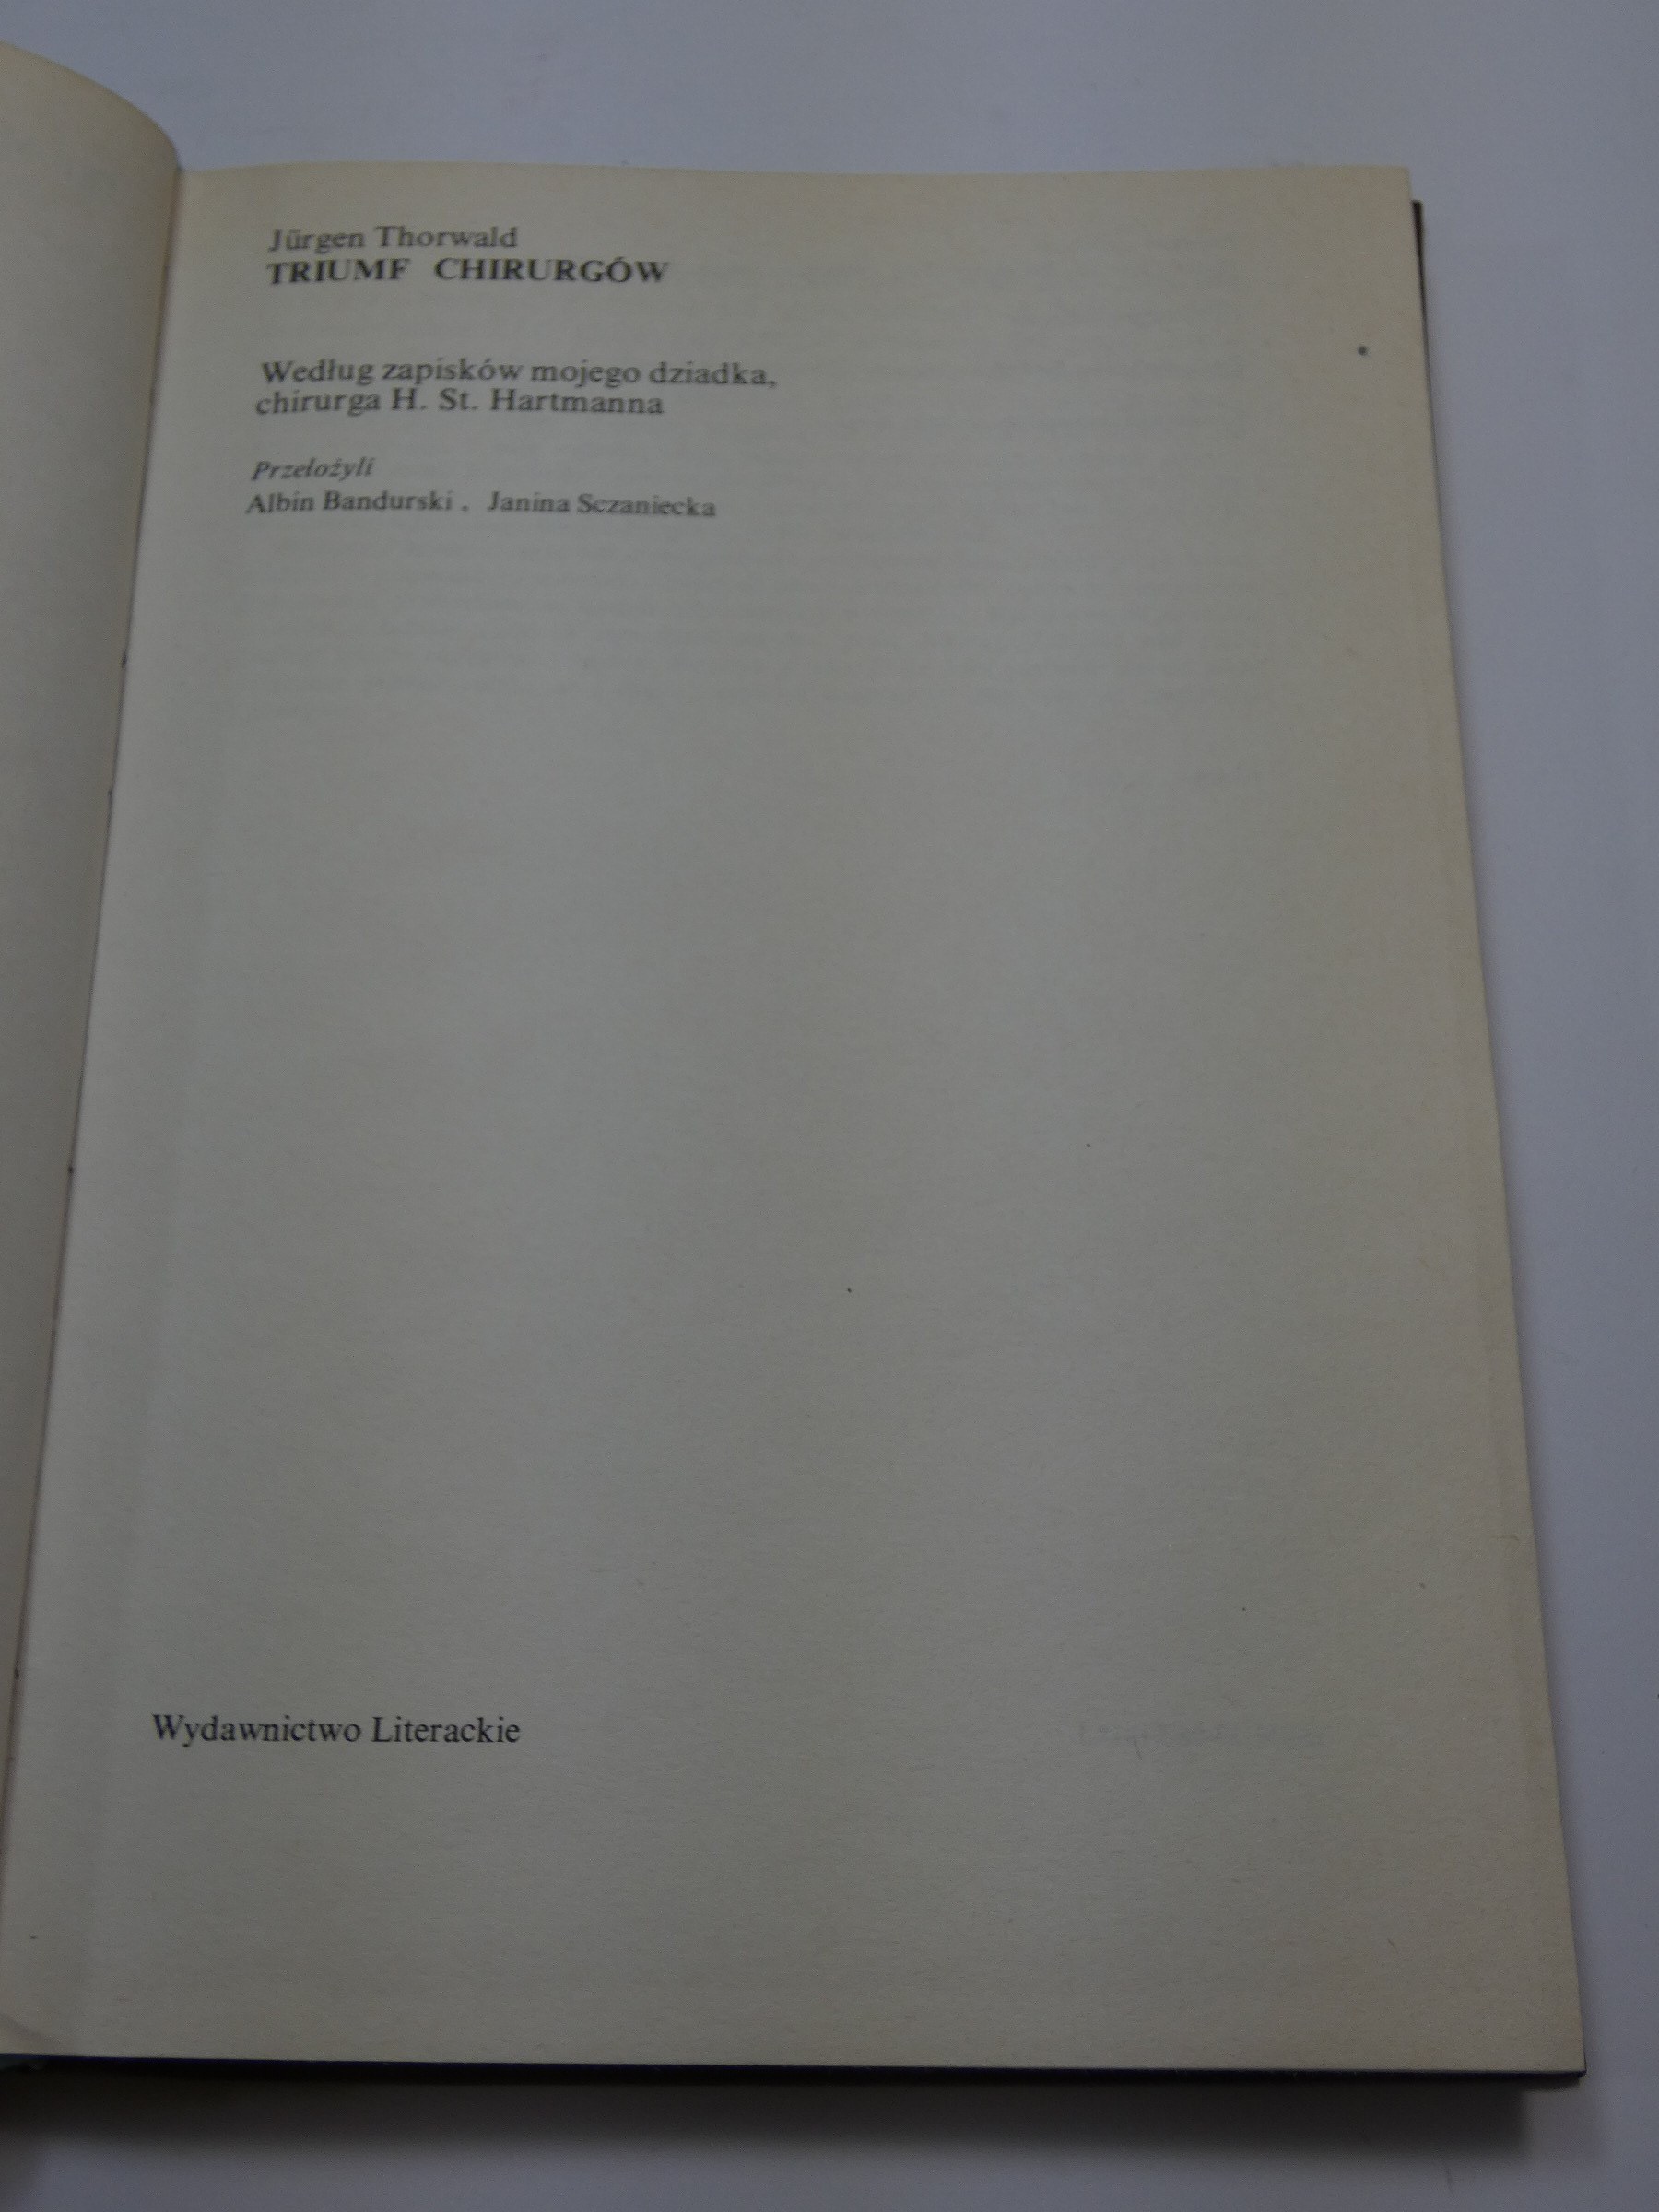 Jürgen Thorwald
TRIUMF CHIRURGÓW
Według zapisków mojego dziadka,
chirurga H. St. Hartmanna
Przełożyli
Albin Bandurski, Janina Sczaniecka
Wydawnictwo Literackie